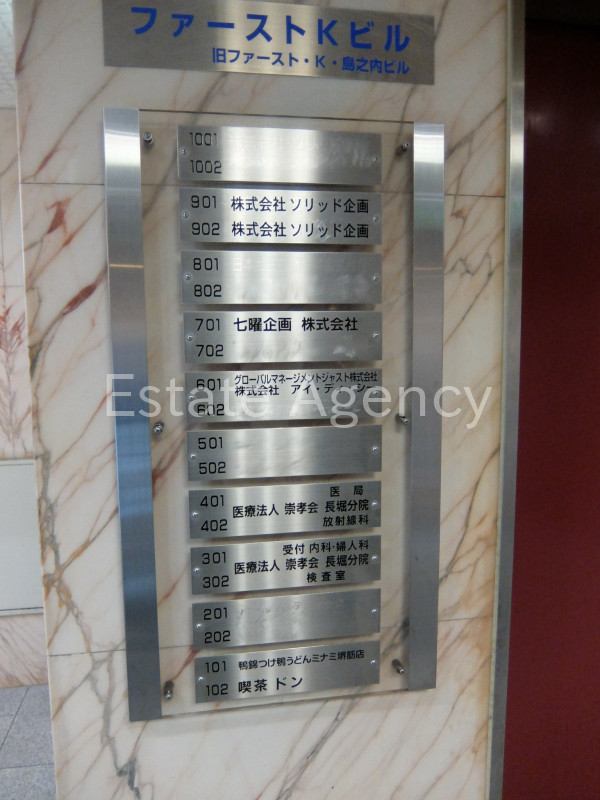 ファーストKビル
旧ファースト・K・島之内ビル
1001
1002
901 株式会社 ソリッド企画
902 株式会社 ソリッド企画
801
802
701 七曜企画 株式会社
702
601 グローバルマネージメントジャスト株式会社
株式会社 アイ・ディ
602
Estate Agency
501
502
医 局
401 医療法人 崇孝会 長堀分院
402 放射線科
受付 内科・婦人科
301 医療法人 崇孝会 長堀分院
302 検査室
201
202
101 鴨錦つけ鴨うどんミナミ堺筋店
102 喫茶 ドン